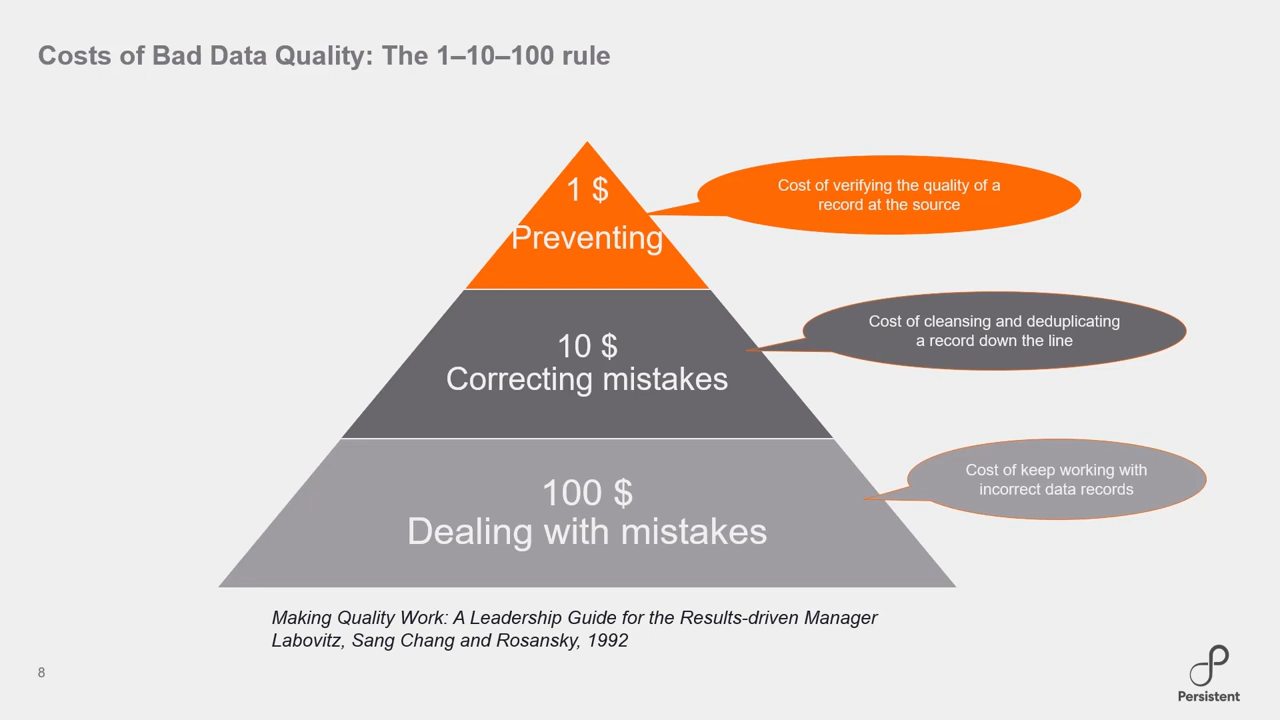 Costs of Bad Data Quality: The 1–10–100 rule
1 $
Preventing
Cost of verifying the quality of a
record at the source
10 $
Correcting mistakes
Cost of cleansing and deduplicating
a record down the line
100 $
Dealing with mistakes
Cost of keep working with
incorrect data records
Making Quality Work: A Leadership Guide for the Results-driven Manager
Labovitz, Sang Chang and Rosansky, 1992
8
Persistent